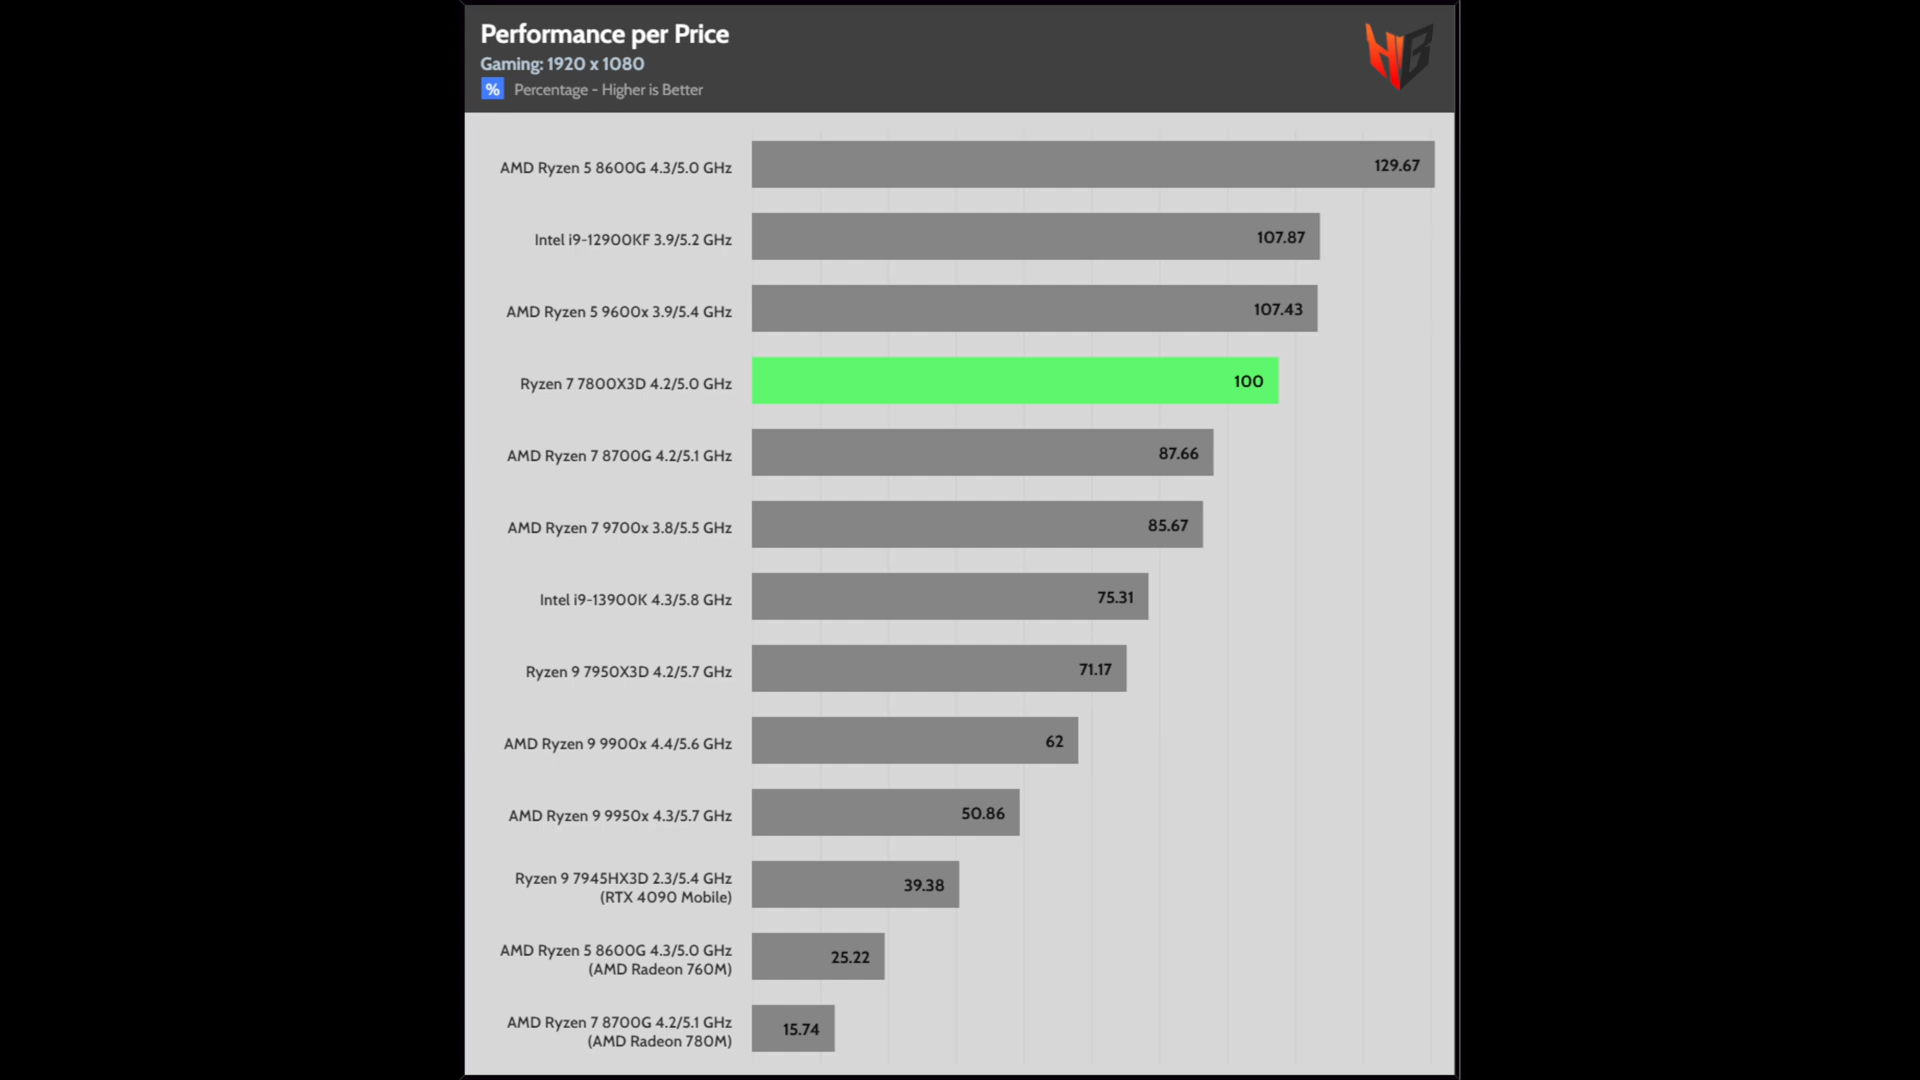 Performance per Price
Gaming: 1920 x 1080
% Percentage - Higher is Better
HB
AMD Ryzen 5 8600G 4.3/5.0 GHz 129.67
Intel i9-12900KF 3.9/5.2 GHz 107.87
AMD Ryzen 5 9600x 3.9/5.4 GHz 107.43
Ryzen 7 7800X3D 4.2/5.0 GHz 100
AMD Ryzen 7 8700G 4.2/5.1 GHz 87.66
AMD Ryzen 7 9700x 3.8/5.5 GHz 85.67
Intel i9-13900K 4.3/5.8 GHz 75.31
Ryzen 9 7950X3D 4.2/5.7 GHz 71.17
AMD Ryzen 9 9900x 4.4/5.6 GHz 62
AMD Ryzen 9 9950x 4.3/5.7 GHz 50.86
Ryzen 9 7945HX3D 2.3/5.4 GHz
(RTX 4090 Mobile) 39.38
AMD Ryzen 5 8600G 4.3/5.0 GHz
(AMD Radeon 760M) 25.22
AMD Ryzen 7 8700G 4.2/5.1 GHz
(AMD Radeon 780M) 15.74